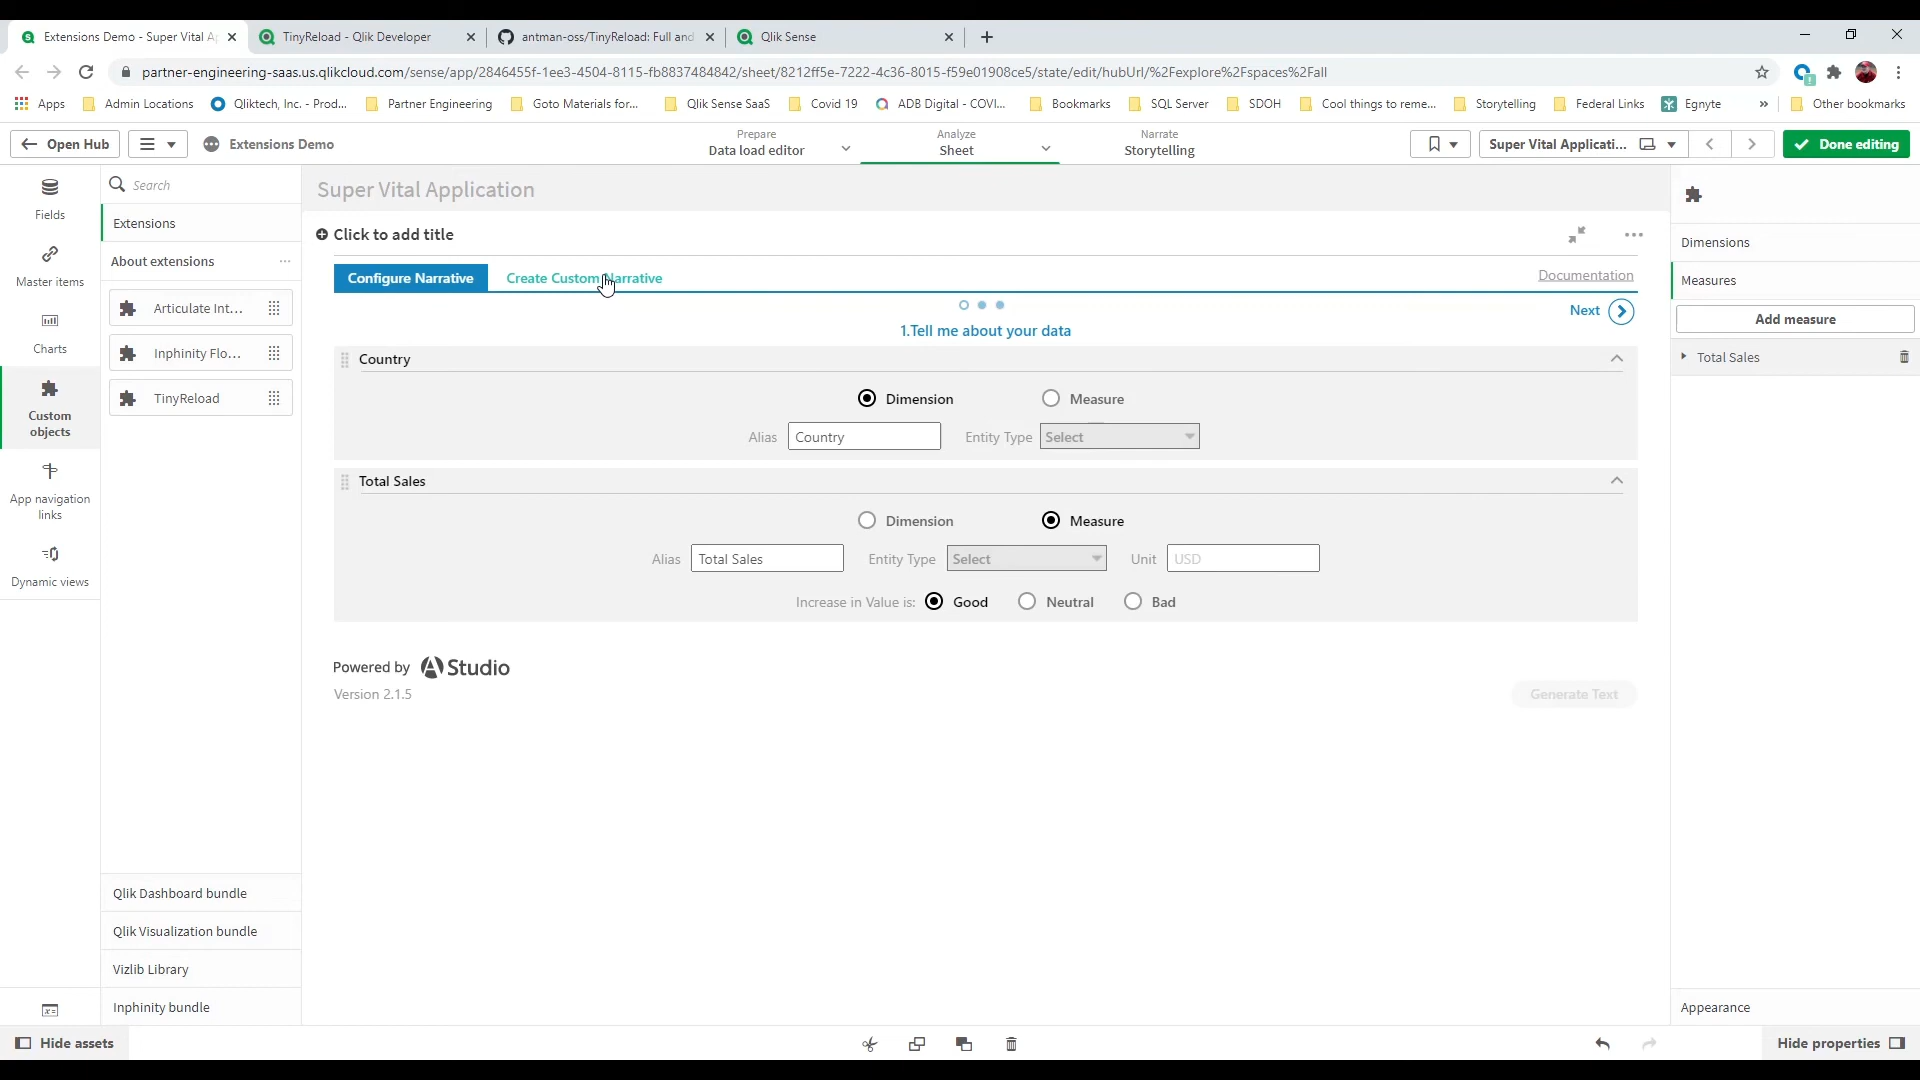 Extensions Demo - Super Vital Ap
TinyReload - Qlik Developer
antman-oss/TinyReload: Full and
Qlik Sense
partner-engineering-saas.us.qlikcloud.com/sense/app/2846455f-1ee3-4504-8115-fb8837484842/sheet/8212ff5e-7222-4c36-8015-f59e01908ce5/state/edit/hubUrl/%2Fexplore%2Fspaces%2Fall
Apps
Admin Locations
Qliktech, Inc. - Prod...
Partner Engineering
Goto Materials for...
Qlik Sense SaaS
Covid 19
ADB Digital - COVI...
Bookmarks
SQL Server
SDOH
Cool things to reme...
Storytelling
Federal Links
Egnyte
»
Other bookmarks
Open Hub
Extensions Demo
Prepare
Data load editor
Analyze
Sheet
Narrate
Storytelling
Super Vital Applicati...
Done editing
Fields
Master items
Charts
Custom
objects
App navigation
links
Dynamic views
Search
Extensions
About extensions
Articulate Int...
Inphinity Flo...
TinyReload
Qlik Dashboard bundle
Qlik Visualization bundle
Vizlib Library
Inphinity bundle
Super Vital Application
Click to add title
Configure Narrative
Create Custom Narrative
Documentation
Next
1.Tell me about your data
Country
Dimension
Measure
Alias
Country
Entity Type
Select
Total Sales
Dimension
Measure
Alias
Total Sales
Entity Type
Select
Unit
USD
Increase in Value is:
Good
Neutral
Bad
Powered by
Studio
Version 2.1.5
Generate Text
Dimensions
Measures
Add measure
Total Sales
Appearance
Hide assets
Hide properties